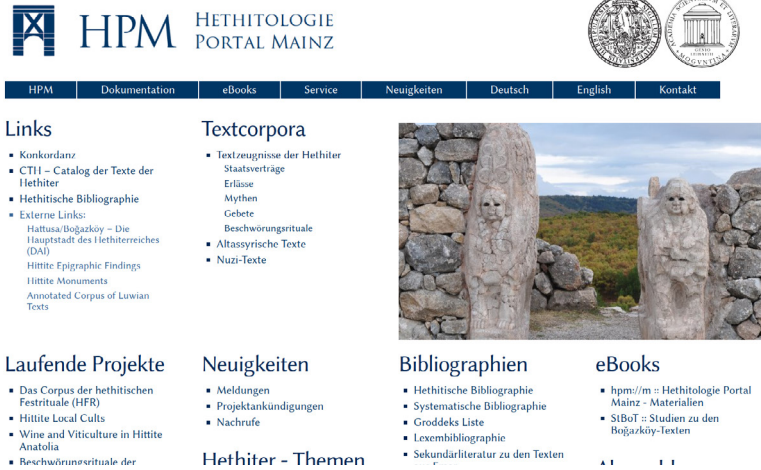 HPM
HETHITOLOGIE
PORTAL MAINZ
HPM
Dokumentation
eBooks
Service
Neuigkeiten
Deutsch
English
Kontakt
Links
Konkordanz
CTH – Catalog der Texte der
Hethiter
Hethitische Bibliographie
Externe Links:
Hattusa/Boğazköy – Die
Hauptstadt des Hethiterreiches
(DAI)
Hittite Epigraphic Findings
Hittite Monuments
Annotated Corpus of Luwian
Texts
Textcorpora
Textzeugnisse der Hethiter
Staatsverträge
Erlässe
Mythen
Gebete
Beschwörungsrituale
Altassyrische Texte
Nuzi-Texte
Laufende Projekte
Das Corpus der hethitischen
Festrituale (HFR)
Hittite Local Cults
Wine and Viticulture in Hittite
Anatolia
Beschwörungsrituale der
Neuigkeiten
Meldungen
Projektankündigungen
Nachrufe
Hethiter - Themen
Bibliographien
Hethitische Bibliographie
Systematische Bibliographie
Groddeks Liste
Lexembibliographie
Sekundärliteratur zu den Texten
eBooks
hpm://m :: Hethitologie Portal
Mainz - Materialien
StBoT :: Studien zu den
Boğazköy-Texten